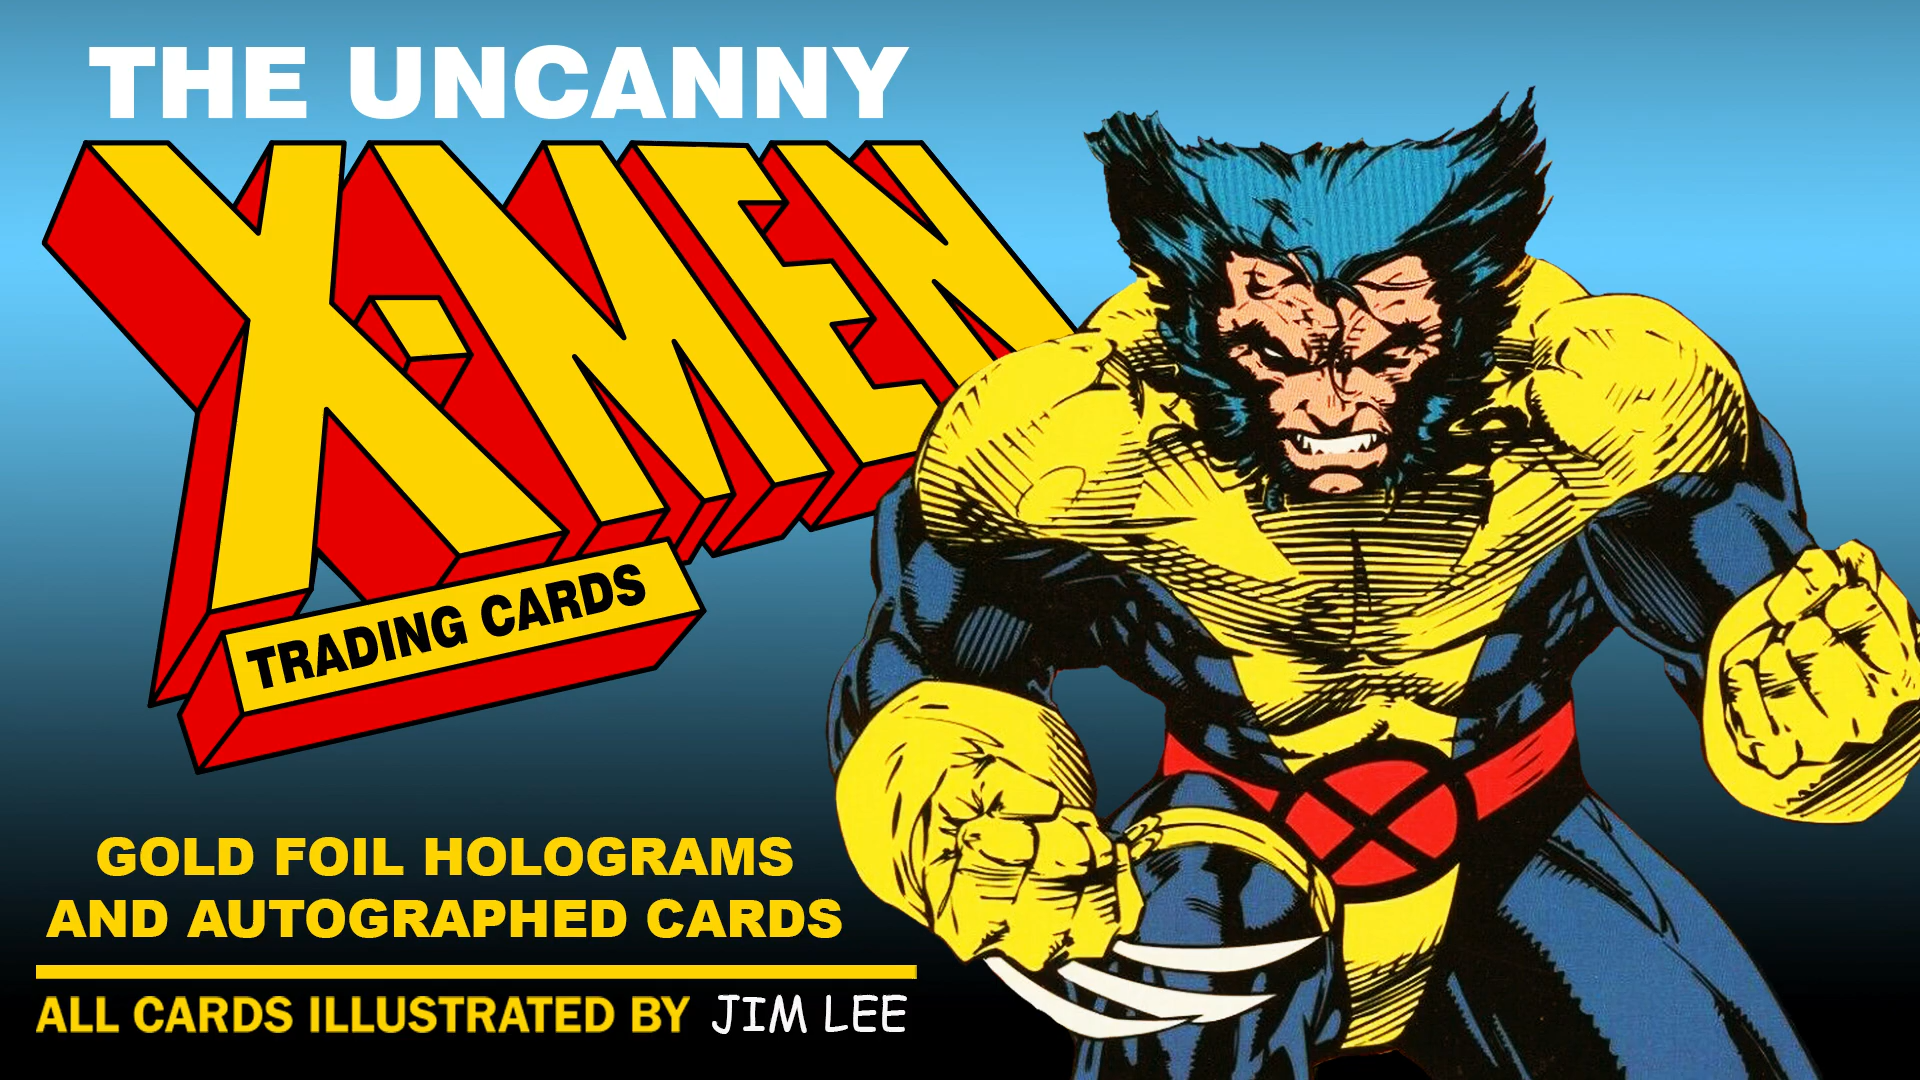 THE UNCANNY
X-MEN
TRADING CARDS
GOLD FOIL HOLOGRAMS
AND AUTOGRAPHED CARDS
ALL CARDS ILLUSTRATED BY JIM LEE